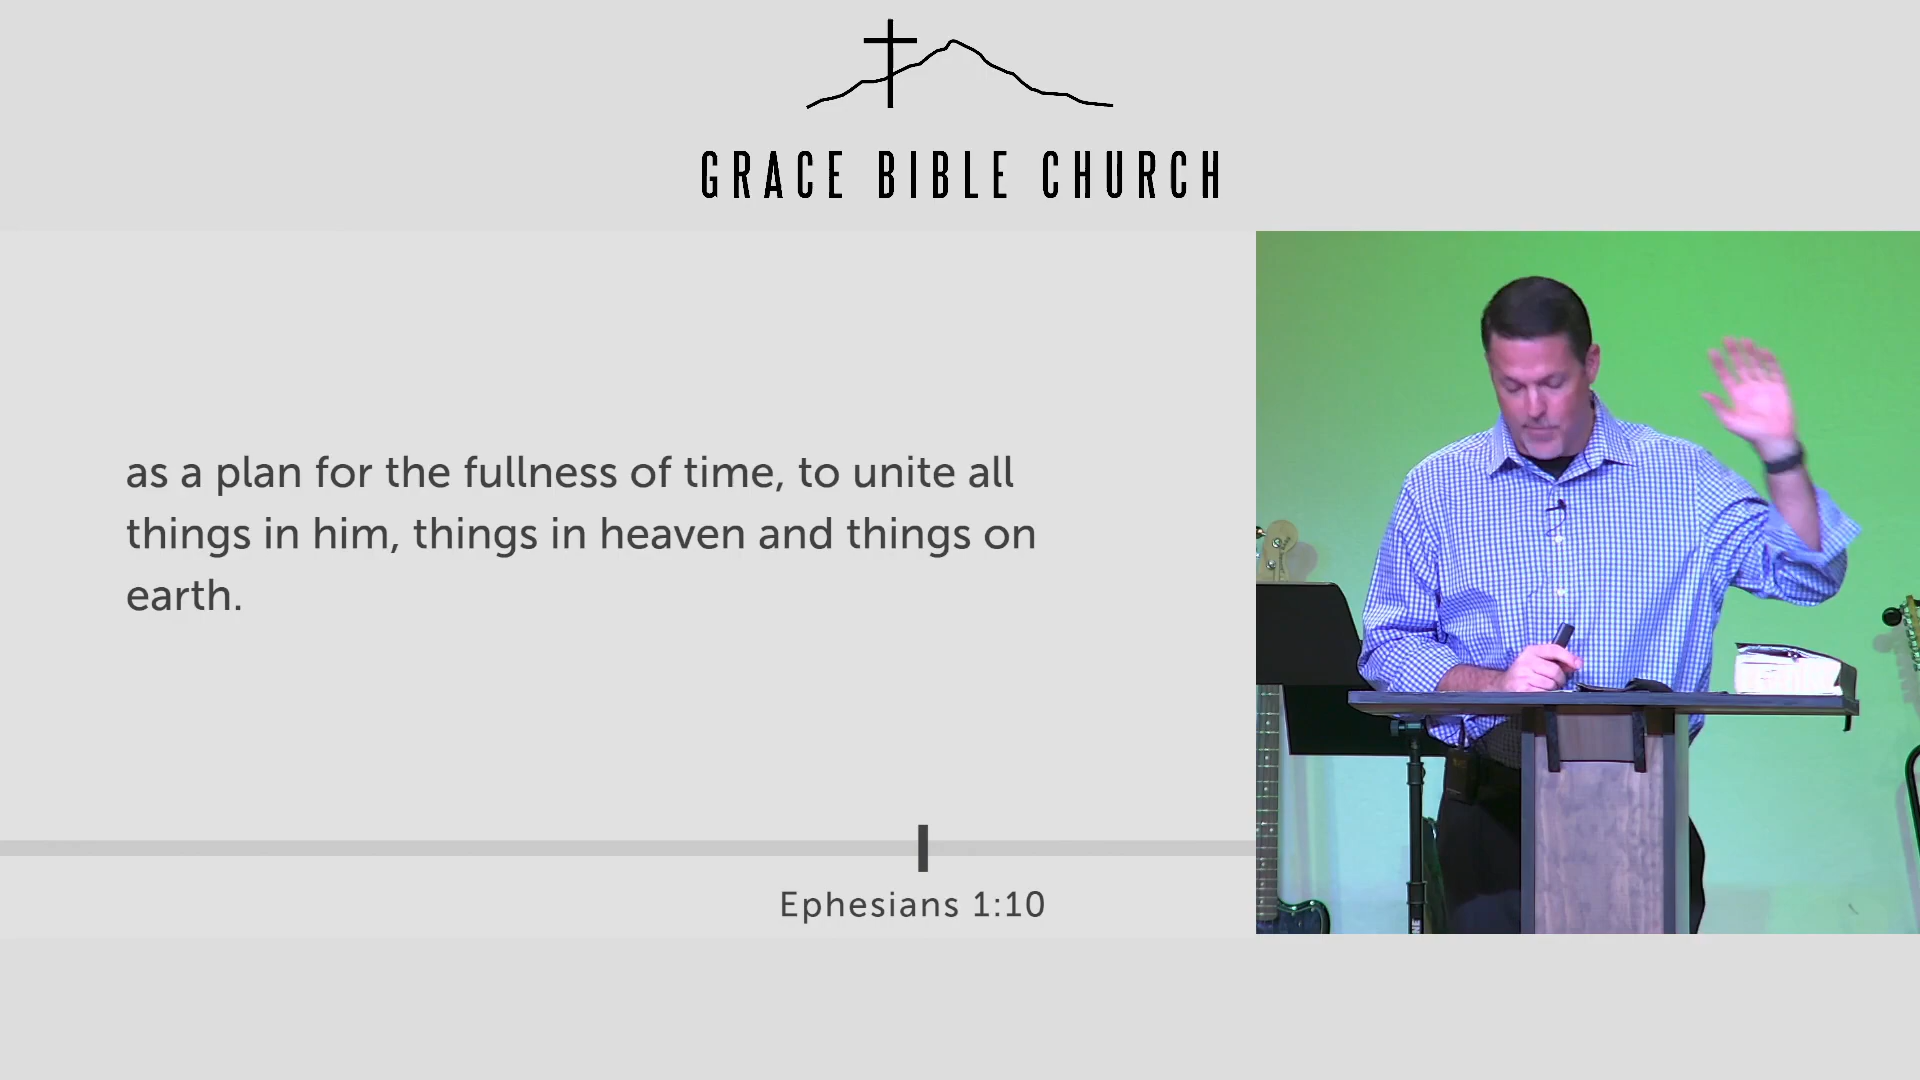 GRACE BIBLE CHURCH
as a plan for the fullness of time, to unite all
things in him, things in heaven and things on
earth.
Ephesians 1:10